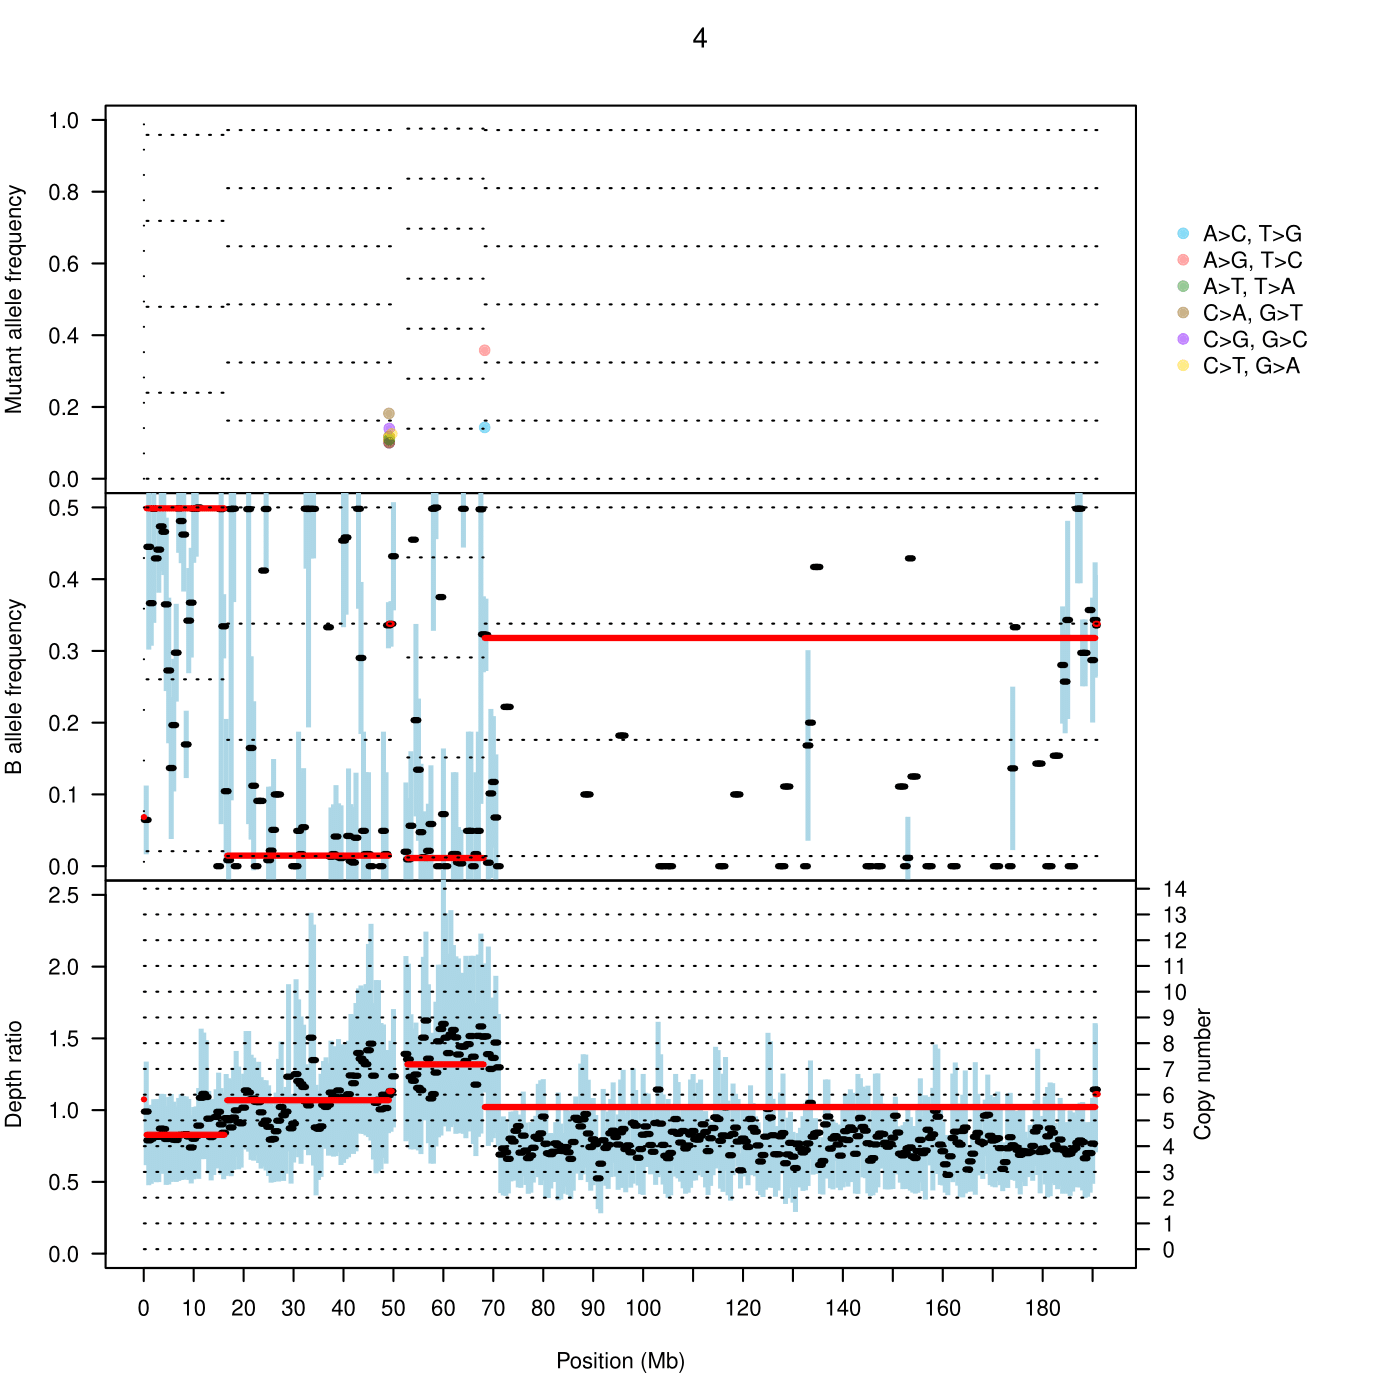 4
Mutant allele frequency
1.0
0.8
0.6
0.4
0.2
0.0
A>C, T>G
A>G, T>C
A>T, T>A
C>A, G>T
C>G, G>C
C>T, G>A
B allele frequency
0.5
0.4
0.3
0.2
0.1
0.0
Depth ratio
2.5
2.0
1.5
1.0
0.5
0.0
14
13
12
11
10
9
8
7
6
5
4
3
2
1
0
Copy number
0 10 20 30 40 50 60 70 80 90 100 120 140 160 180
Position (Mb)